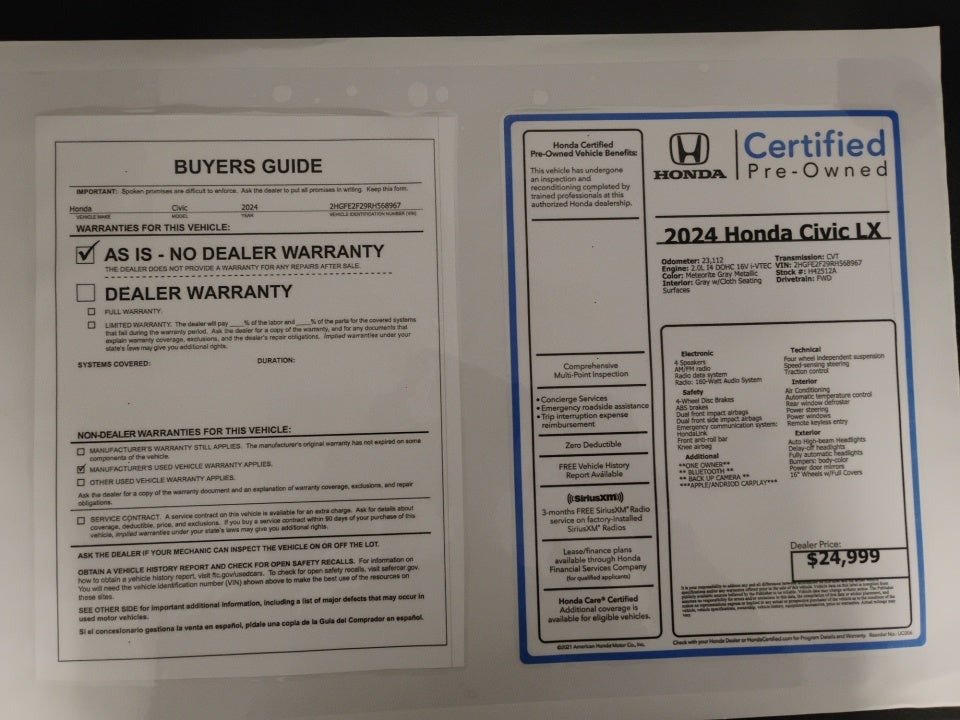 BUYERS GUIDE
IMPORTANT: Spoken promises are difficult to enforce. Ask the dealer to put all promises in writing. Keep this form.
Honda Civic 2024 2HGFE2F29RH568967
VEHICLE MAKE MODEL YEAR VEHICLE IDENTIFICATION NUMBER (VIN)
WARRANTIES FOR THIS VEHICLE:
AS IS - NO DEALER WARRANTY
THE DEALER DOES NOT PROVIDE A WARRANTY FOR ANY REPAIRS AFTER SALE.
DEALER WARRANTY
FULL WARRANTY.
LIMITED WARRANTY. The dealer will pay ____% of the labor and ____% of the parts for the covered systems
that fail during the warranty period. Ask the dealer for a copy of the warranty, and for any documents that
explain warranty coverage, exclusions, and the dealer's repair obligations. Implied warranties under your
state's laws may give you additional rights.
SYSTEMS COVERED: DURATION:
NON-DEALER WARRANTIES FOR THIS VEHICLE:
MANUFACTURER'S WARRANTY STILL APPLIES. The manufacturer's original warranty has not expired on some
components of the vehicle.
MANUFACTURER'S USED VEHICLE WARRANTY APPLIES.
OTHER USED VEHICLE WARRANTY APPLIES.
Ask the dealer for a copy of the warranty document and an explanation of warranty coverage, exclusions, and repair
obligations.
SERVICE CONTRACT. A service contract on this vehicle is available for an extra charge. Ask for details about
coverage, deductible, price, and exclusions. If you buy a service contract within 90 days of your purchase of this
vehicle, implied warranties under your state's laws may give you additional rights.
ASK THE DEALER IF YOUR MECHANIC CAN INSPECT THE VEHICLE ON OR OFF THE LOT.
OBTAIN A VEHICLE HISTORY REPORT AND CHECK FOR OPEN SAFETY RECALLS. For information on
how to obtain a vehicle history report, visit ftc.gov/usedcars. To check for open safety recalls, visit safercar.gov.
You will need the vehicle identification number (VIN) shown above to make the best use of the resources on
those sites.
SEE OTHER SIDE for important additional information, including a list of major defects that may occur in
used motor vehicles.
Si el concesionario gestiona la venta en español, pídale una copia de la Guía del Comprador en español.
Honda Certified
Pre-Owned Vehicle Benefits:
This vehicle has undergone
an inspection and
reconditioning completed by
trained professionals at this
authorized Honda dealership.
Comprehensive
Multi-Point Inspection
• Concierge Services
• Emergency roadside assistance
• Trip interruption expense
reimbursement
Zero Deductible
FREE Vehicle History
Report Available
((SiriusXM))
3-months FREE SiriusXM® Radio
service on factory-installed
SiriusXM® Radios
Lease/finance plans
available through Honda
Financial Services Company
(for qualified applicants)
Honda Care® Certified
Additional coverage is
available for eligible vehicles.
©2021 American Honda Motor Co., Inc.
HONDA
Certified
Pre-Owned
2024 Honda Civic LX
Odometer: 23,112
Engine: 2.0L I4 DOHC 16V i-VTEC
Color: Meteorite Gray Metallic
Interior: Gray w/Cloth Seating
Surfaces
Transmission: CVT
VIN: 2HGFE2F29RH568967
Stock #: H42512A
Drivetrain: FWD
Electronic
4 Speakers
AM/FM radio
Radio data system
Radio: 160-Watt Audio System
Safety
4-Wheel Disc Brakes
ABS brakes
Dual front impact airbags
Dual front side impact airbags
Emergency communication system:
HondaLink
Front anti-roll bar
Knee airbag
Additional
**ONE OWNER**
** BLUETOOTH **
** BACK UP CAMERA **
***APPLE/ANDRIOD CARPLAY***
Technical
Four wheel independent suspension
Speed-sensing steering
Traction control
Interior
Air Conditioning
Automatic temperature control
Rear window defroster
Power steering
Power windows
Remote keyless entry
Exterior
Auto High-beam Headlights
Delay-off headlights
Fully automatic headlights
Bumpers: body-color
Power door mirrors
16" Wheels w/Full Covers
Dealer Price:
$24,999
Check with your Honda Dealer or HondaCertified.com for Program Details and Warranty. Reorder No.: